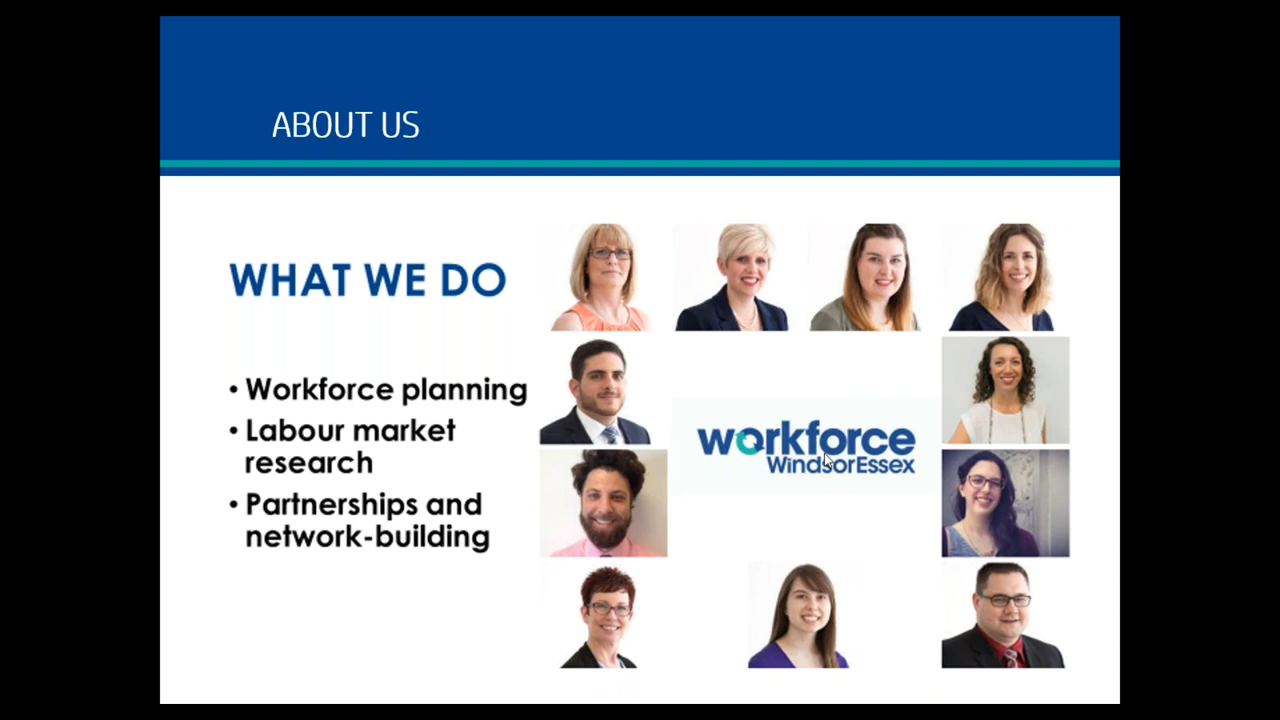 ABOUT US
WHAT WE DO
• Workforce planning
• Labour market
research
• Partnerships and
network-building
workforce
WindsorEssex